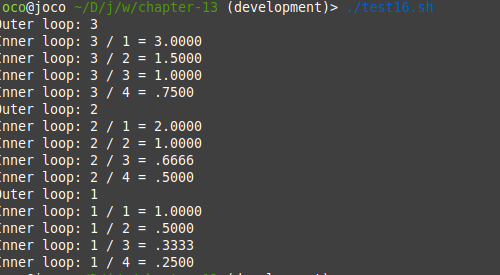 oco@joco ~/D/j/w/chapter-13 (development)> ./test16.sh
Outer loop: 3
Inner loop: 3 / 1 = 3.0000
Inner loop: 3 / 2 = 1.5000
Inner loop: 3 / 3 = 1.0000
Inner loop: 3 / 4 = .7500
Outer loop: 2
Inner loop: 2 / 1 = 2.0000
Inner loop: 2 / 2 = 1.0000
Inner loop: 2 / 3 = .6666
Inner loop: 2 / 4 = .5000
Outer loop: 1
Inner loop: 1 / 1 = 1.0000
Inner loop: 1 / 2 = .5000
Inner loop: 1 / 3 = .3333
Inner loop: 1 / 4 = .2500